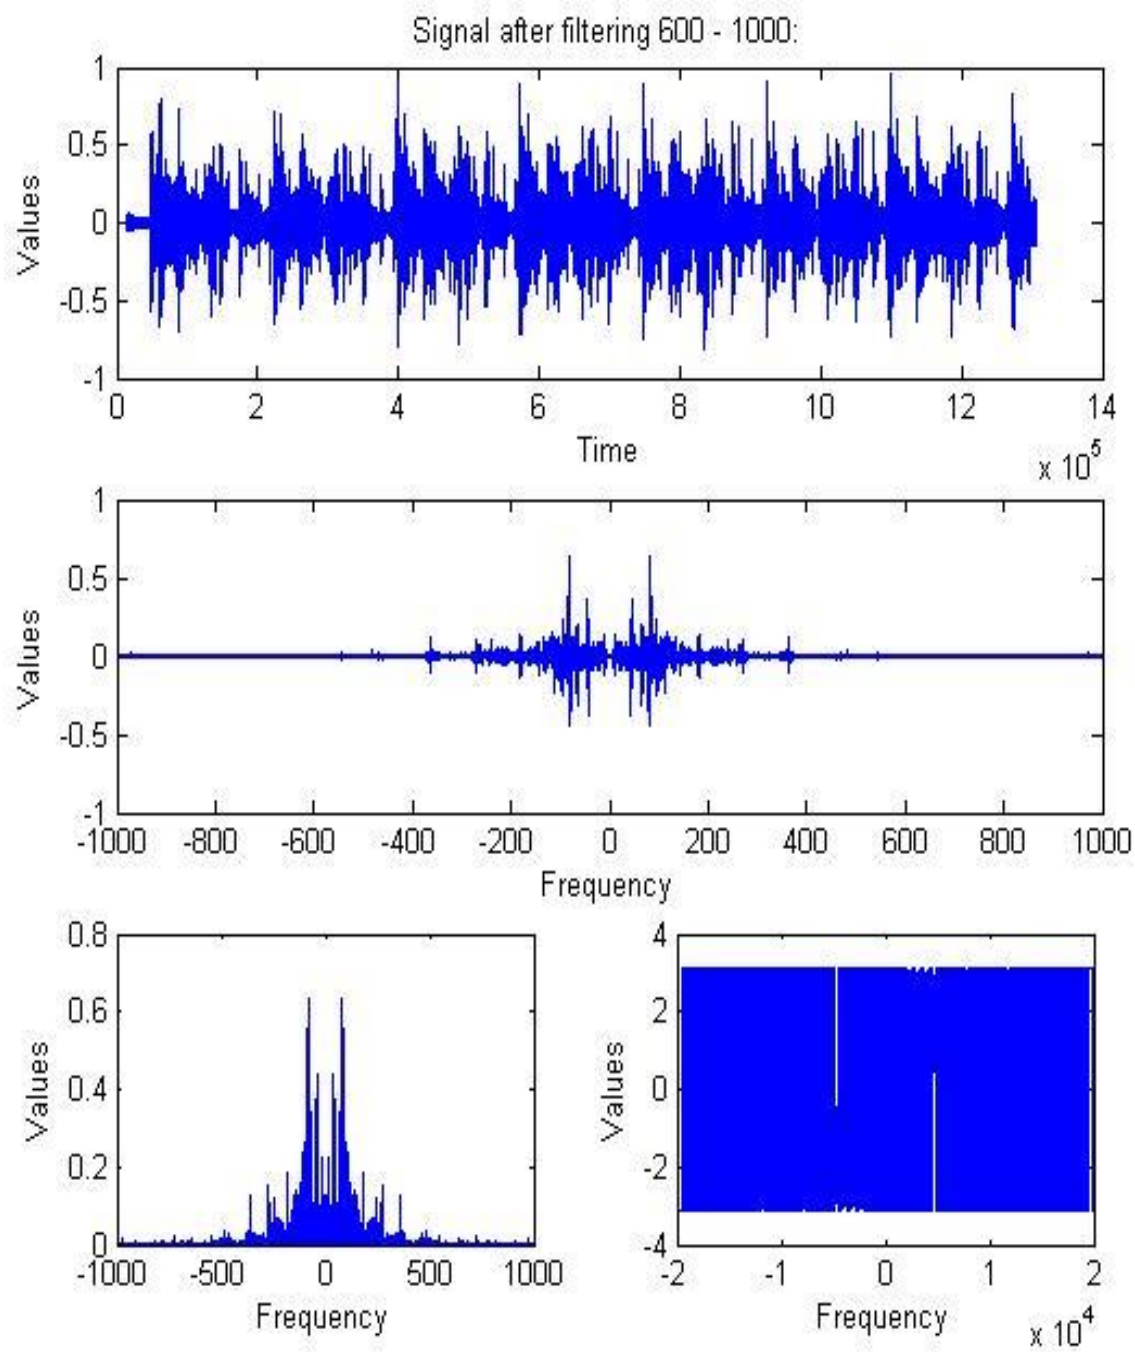 Signal after filtering 600 - 1000:
1
0.5
0
-0.5
-1
Values
0 2 4 6 8 10 12 14
Time
x 10^5
1
0.5
0
-0.5
-1
Values
-1000 -800 -600 -400 -200 0 200 400 600 800 1000
Frequency
0.8
0.6
0.4
0.2
0
Values
-1000 -500 0 500 1000
Frequency
4
2
0
-2
-4
Values
-2 -1 0 1 2
Frequency
x 10^4